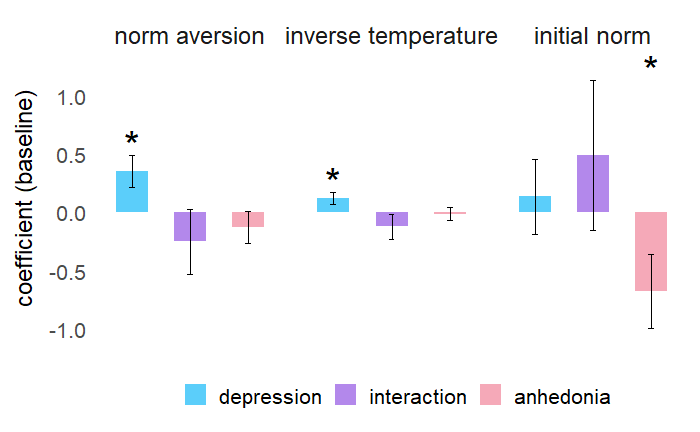 norm aversion inverse temperature initial norm
*
*
*
coefficient (baseline)
1.0
0.5
0.0
-0.5
-1.0
depression interaction anhedonia